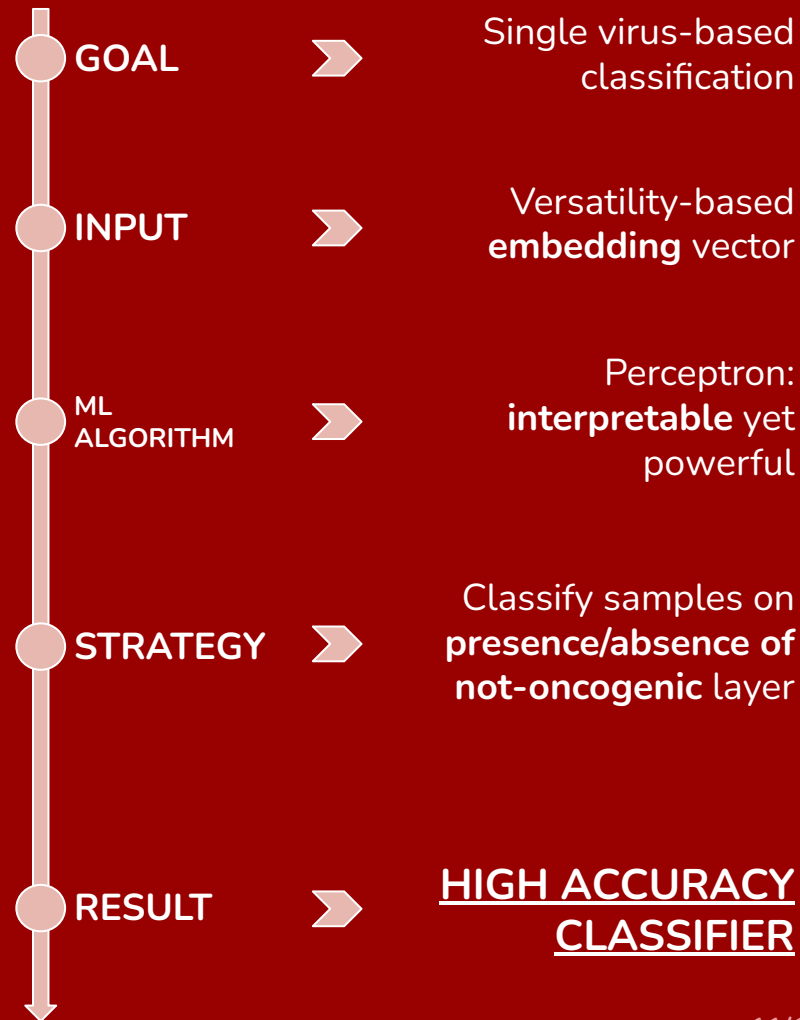 GOAL
Single virus-based
classification
INPUT
Versatility-based
embedding vector
ML
ALGORITHM
Perceptron:
interpretable yet
powerful
STRATEGY
Classify samples on
presence/absence of
not-oncogenic layer
RESULT
HIGH ACCURACY
CLASSIFIER